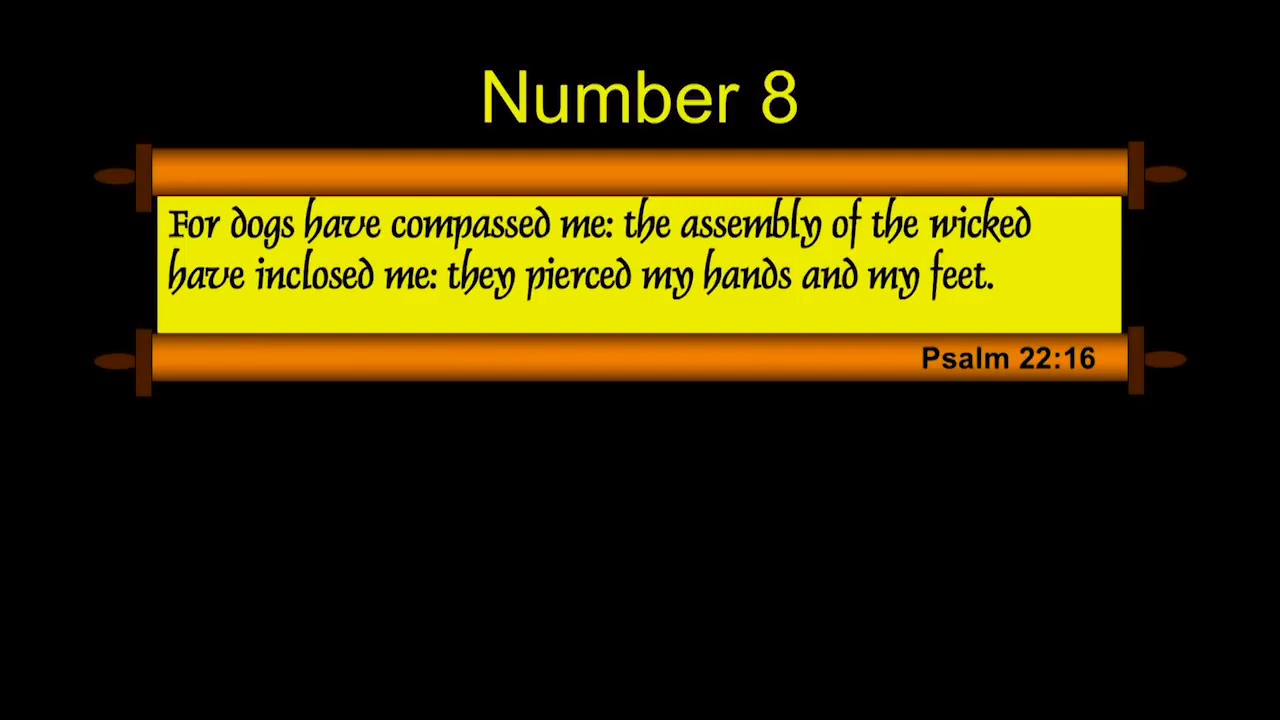 Number 8
For dogs have compassed me: the assembly of the wicked
have inclosed me: they pierced my hands and my feet.
Psalm 22:16